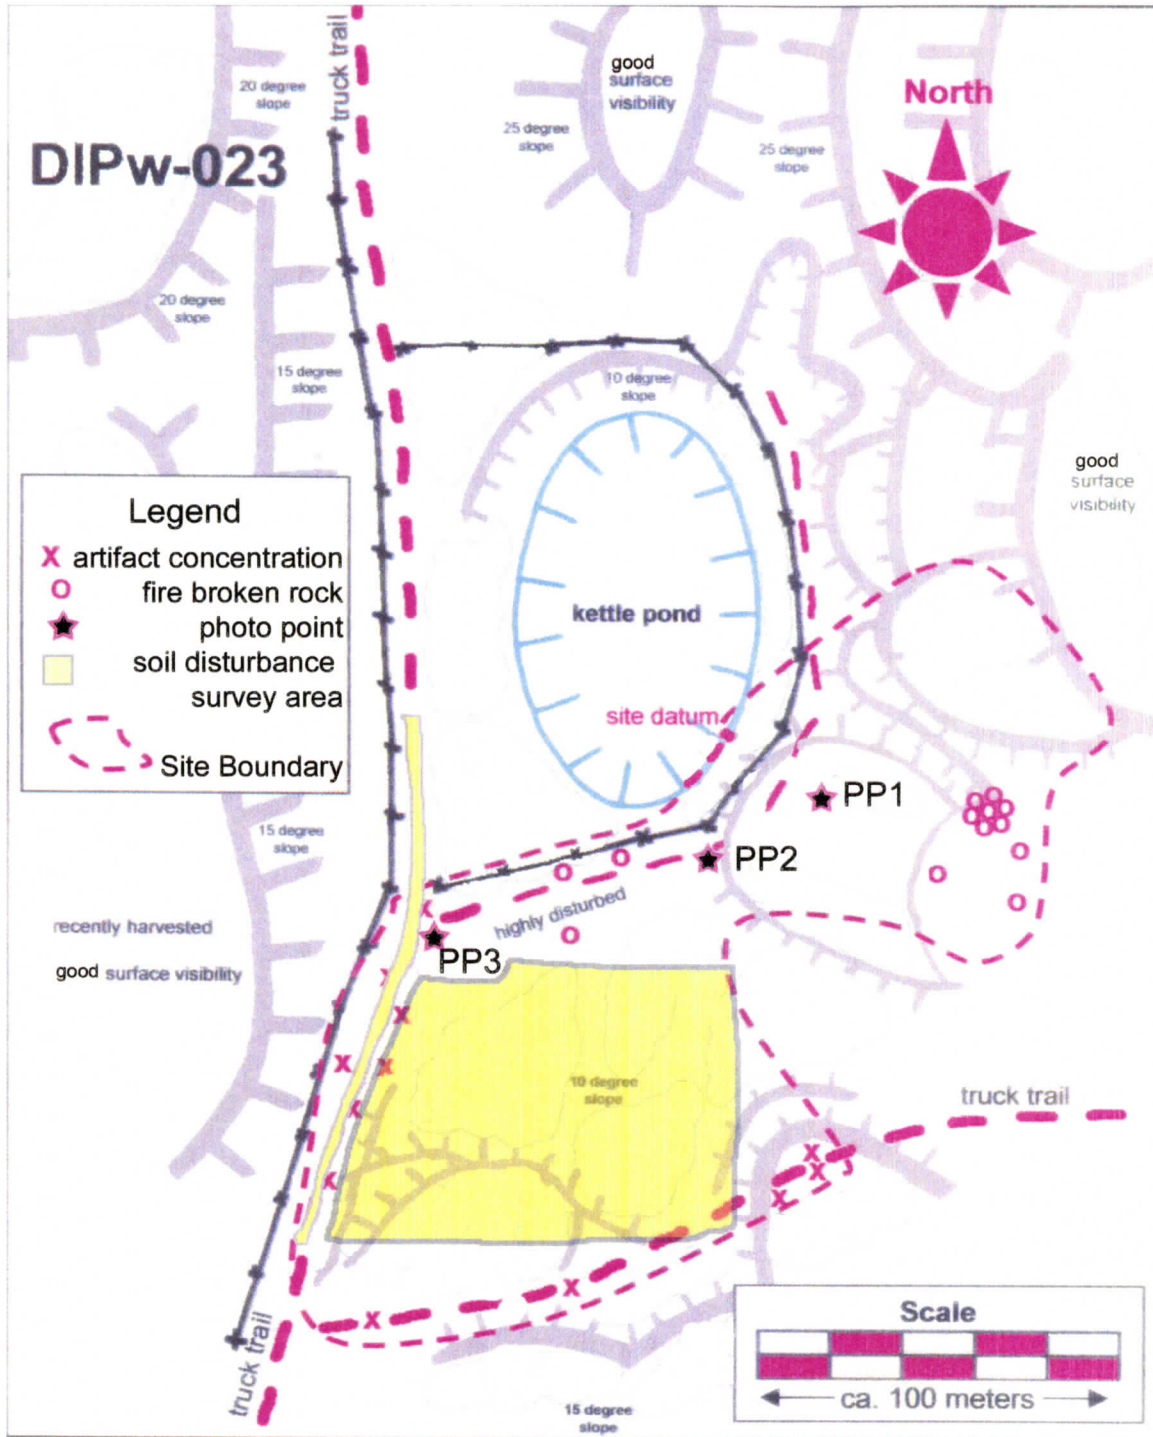 good
surface
visibility
truck trail
20 degree
slope
North
DIPw-023
25 degree
slope
25 degree
slope
20 degree
slope
15 degree
slope
10 degree
slope
good
surface
visibility
Legend
x artifact concentration
o fire broken rock
photo point
soil disturbance
survey area
Site Boundary
kettle pond
site datum
PP1
15 degree
slope
PP2
highly disturbed
recently harvested
good surface visibility
PP3
10 degree
slope
truck trail
truck trail
Scale
ca. 100 meters
15 degree
slope